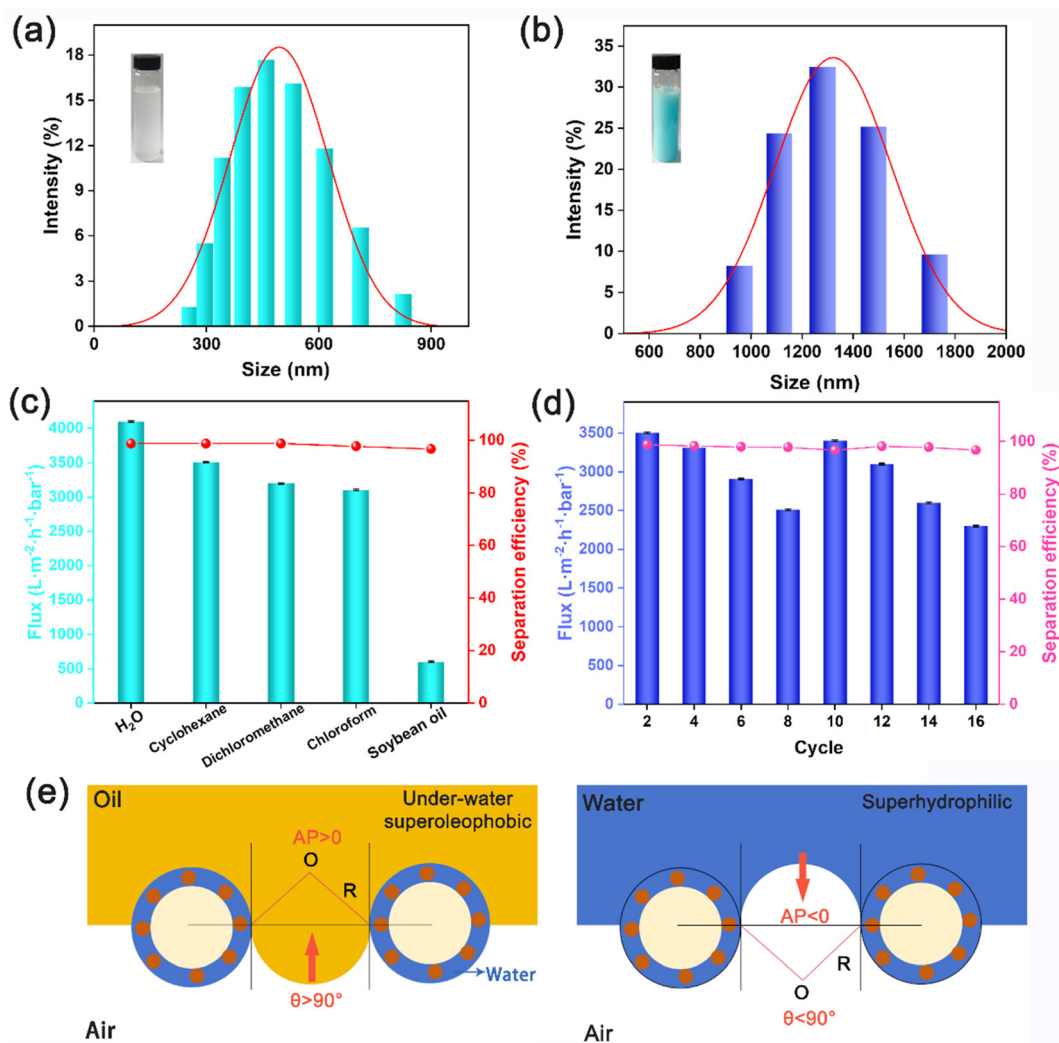 (a)
18
15
12
9
6
3
0
Intensity (%)
0 300 600 900
Size (nm)
(b)
35
30
25
20
15
10
5
0
Intensity (%)
600 800 1000 1200 1400 1600 1800 2000
Size (nm)
(c)
4000
3500
3000
2500
2000
1500
1000
500
0
Flux (L·m⁻²·h⁻¹·bar⁻¹)
100
80
60
40
20
0
Separation efficiency (%)
H₂O
Cyclohexane
Dichloromethane
Chloroform
Soybean oil
(d)
3500
3000
2500
2000
1500
1000
500
0
Flux (L·m⁻²·h⁻¹·bar⁻¹)
100
80
60
40
20
0
Separation efficiency (%)
2 4 6 8 10 12 14 16
Cycle
(e)
Oil
Under-water
superoleophobic
AP>0
O
R
Water
θ>90°
Air
Water
Superhydrophilic
AP<0
R
O
θ<90°
Air